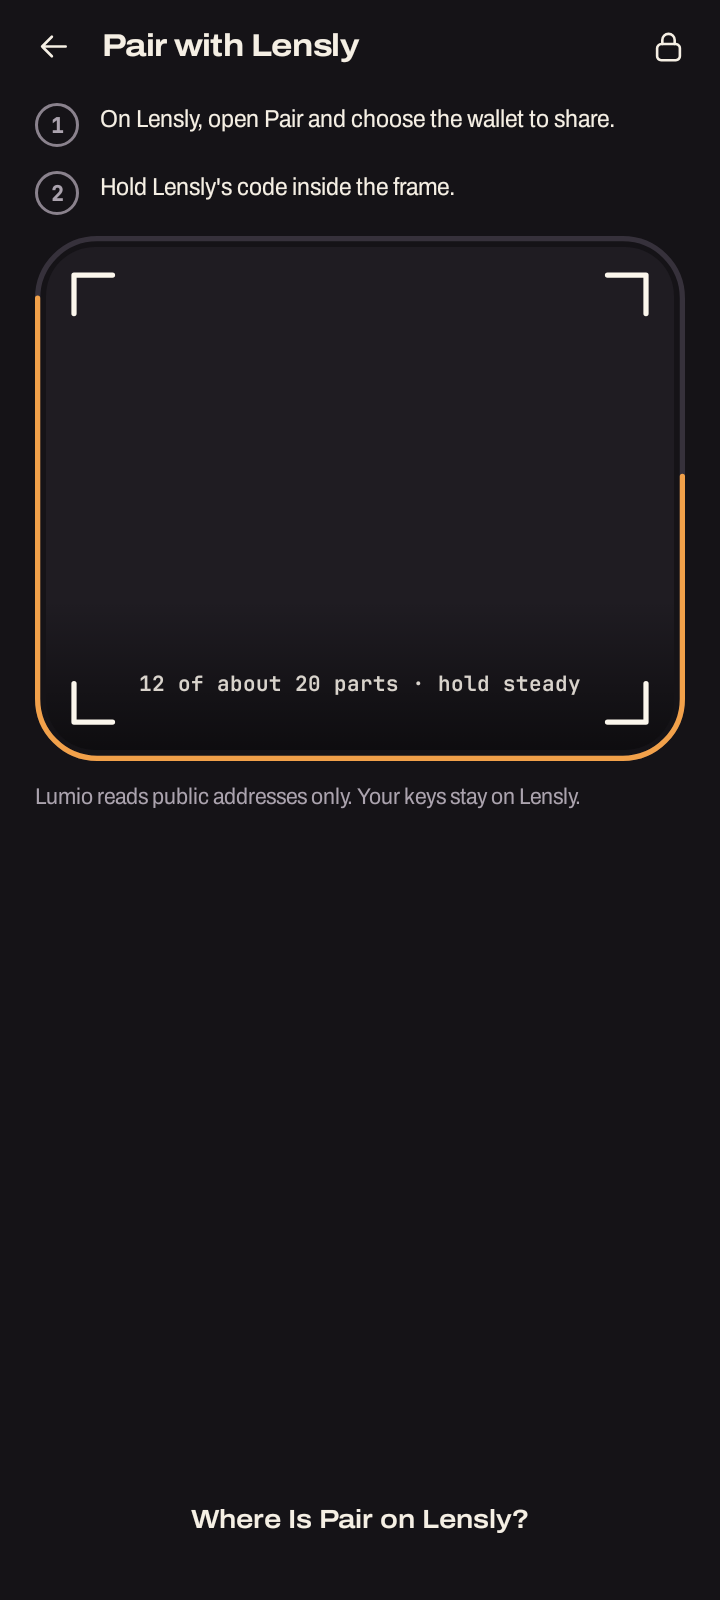 Pair with Lensly
1 On Lensly, open Pair and choose the wallet to share.
2 Hold Lensly's code inside the frame.
12 of about 20 parts · hold steady
Lumio reads public addresses only. Your keys stay on Lensly.
Where Is Pair on Lensly?